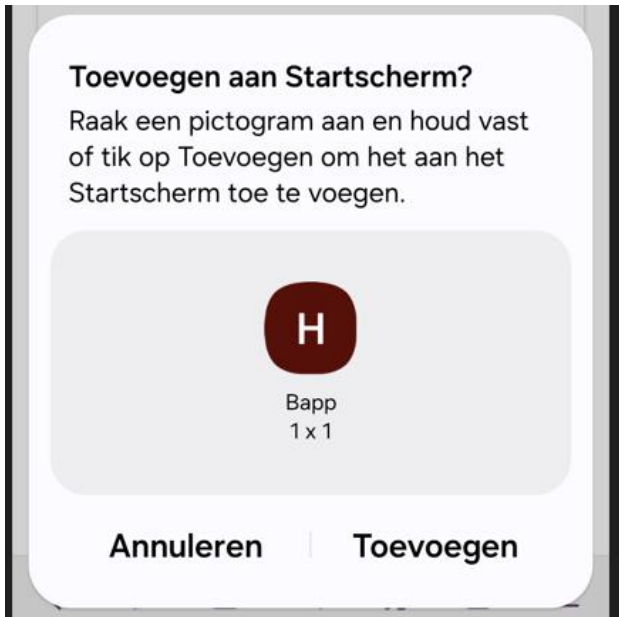 Toevoegen aan Startscherm?
Raak een pictogram aan en houd vast
of tik op Toevoegen om het aan het
Startscherm toe te voegen.
H
Bapp
1 x 1
Annuleren
Toevoegen